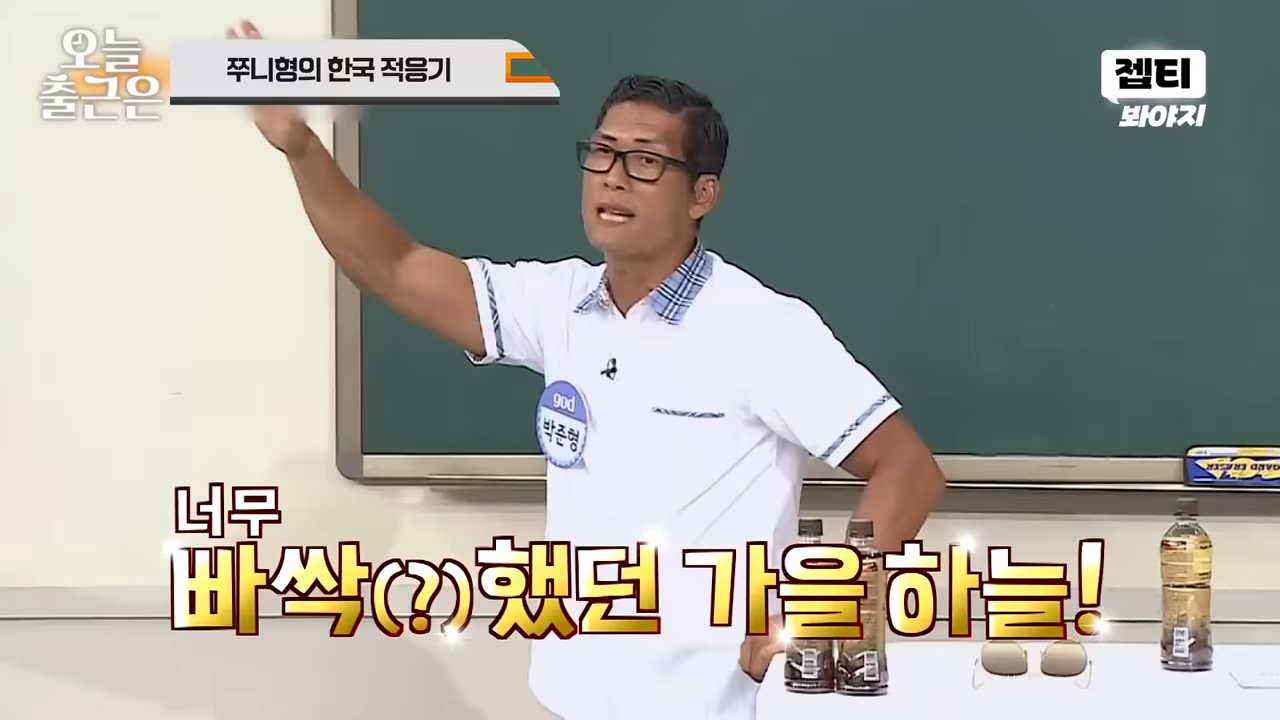 오늘
출근은
쭈니형의 한국 적응기
젭티
봐야지
god
박준형
너무
빠싹(?)했던 가을 하늘!